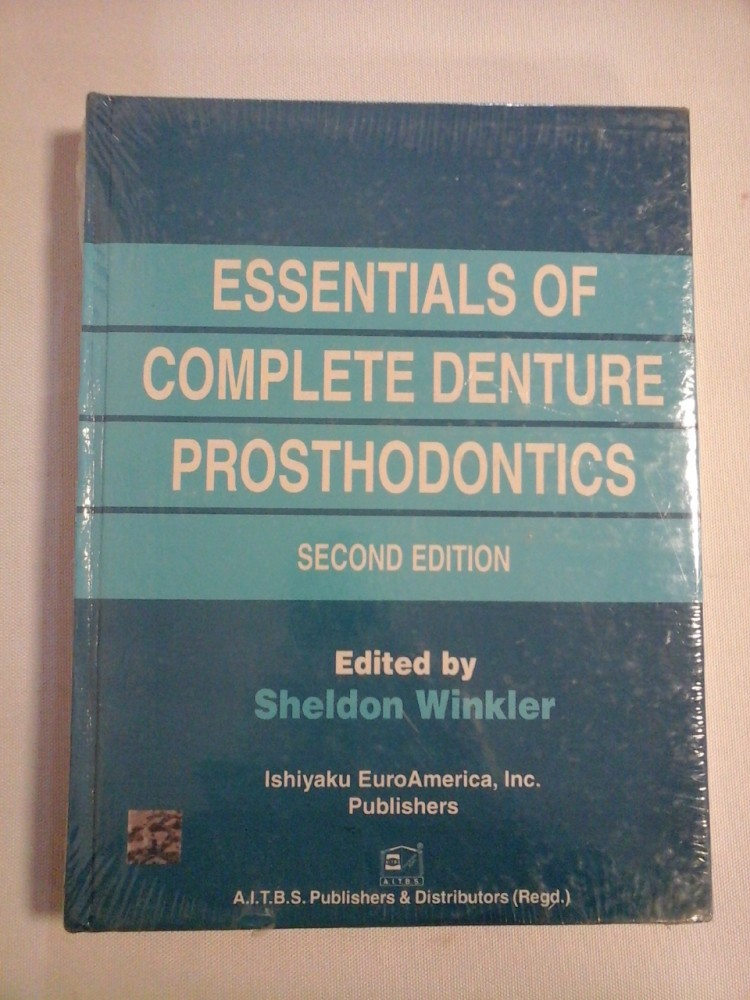 ESSENTIALS OF
COMPLETE DENTURE
PROSTHODONTICS
SECOND EDITION
Edited by
Sheldon Winkler
Ishiyaku EuroAmerica, Inc.
Publishers
A.I.T.B.S.
A.I.T.B.S. Publishers & Distributors (Regd.)